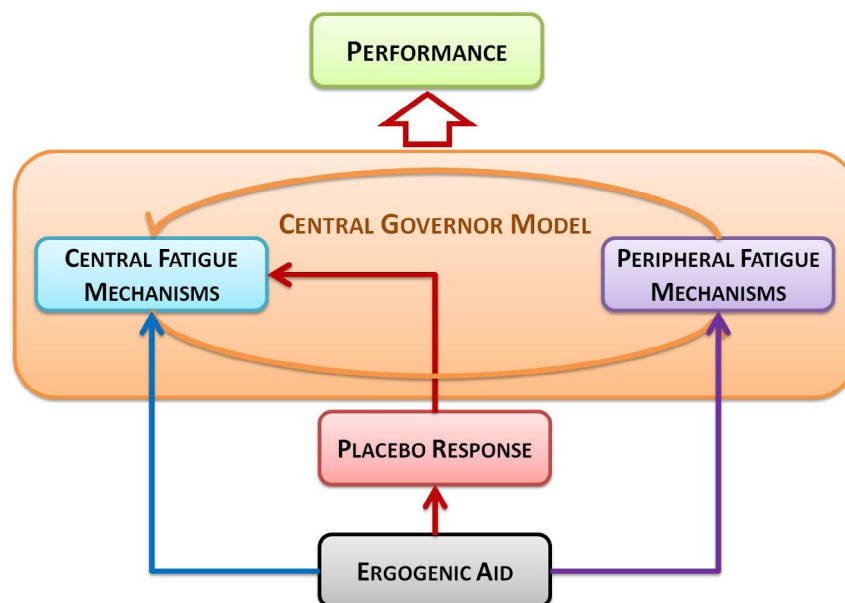 PERFORMANCE
CENTRAL GOVERNOR MODEL
CENTRAL FATIGUE
MECHANISMS
PERIPHERAL FATIGUE
MECHANISMS
PLACEBO RESPONSE
ERGOGENIC AID